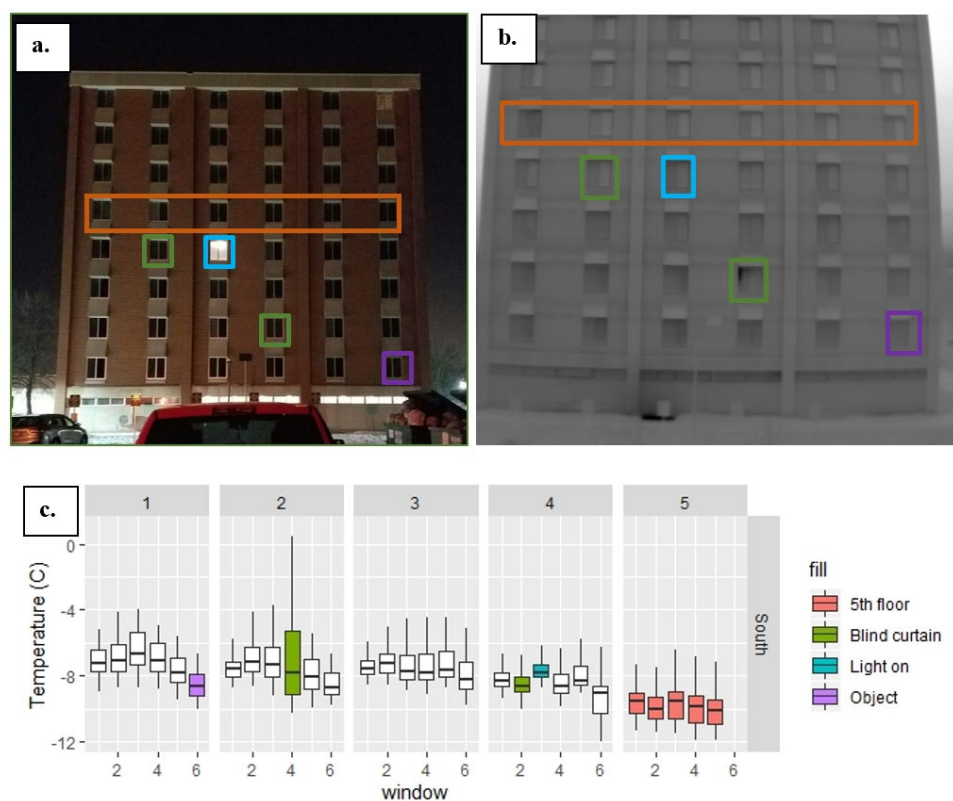 a.
b.
c.
1 2 3 4 5
0
-4
-8
-12
Temperature (C)
2 4 6 2 4 6 2 4 6 2 4 6 2 4 6
window
South
fill
5th floor
Blind curtain
Light on
Object